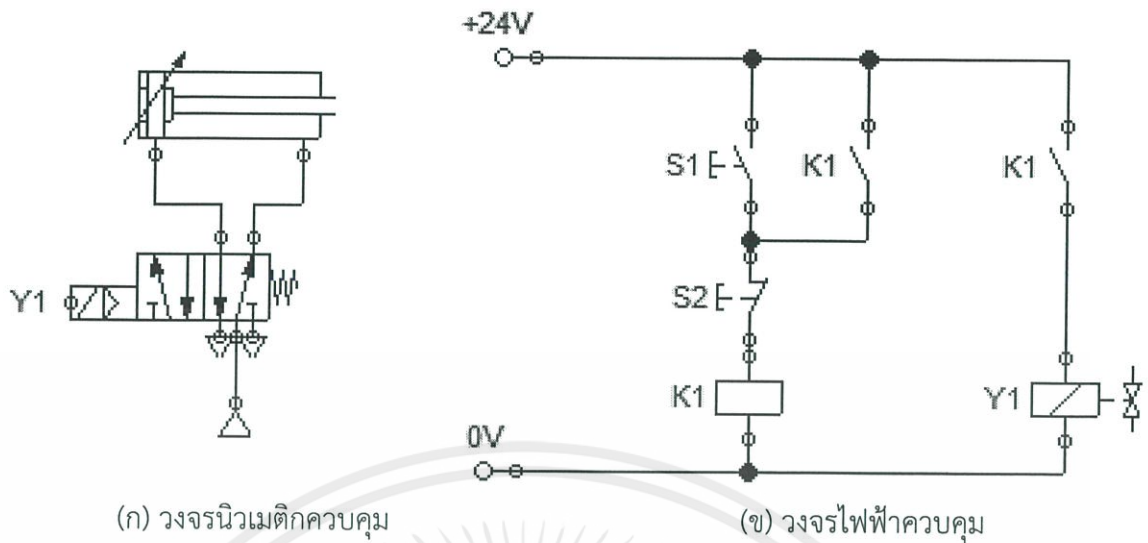 +24V
S1
K1
K1
Y1
S2
K1
Y1
0V
(ก) วงจรนิวเมติกควบคุม
(ข) วงจรไฟฟ้าควบคุม